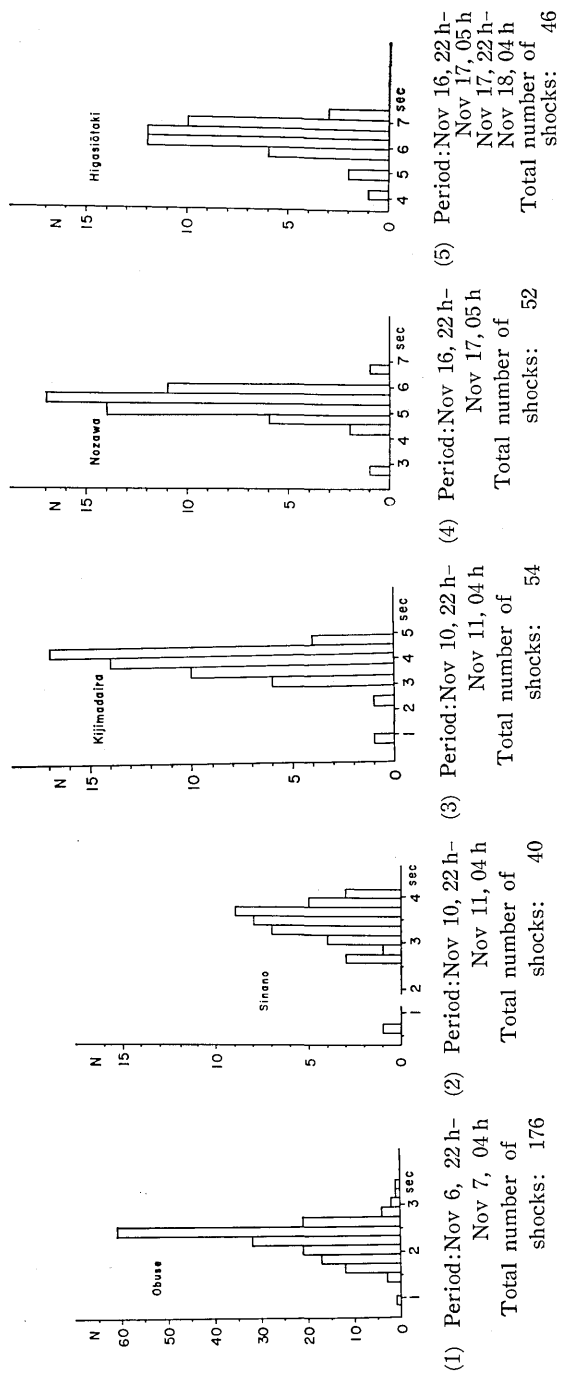 N
60
50
40
30
20
10
0
Obuse
1 2 3 sec
(1) Period:Nov 6, 22 h–
Nov 7, 04 h
Total number of
shocks: 176
N
15
10
5
0
Sinano
1 2 3 4 sec
(2) Period:Nov 10, 22 h–
Nov 11, 04 h
Total number of
shocks: 40
N
15
10
5
0
Kijimadaira
1 2 3 4 5 sec
(3) Period:Nov 10, 22 h–
Nov 11, 04 h
Total number of
shocks: 54
N
15
10
5
0
Nozawa
3 4 5 6 7 sec
(4) Period:Nov 16, 22 h–
Nov 17, 05 h
Total number of
shocks: 52
N
15
10
5
0
Higasiōtaki
4 5 6 7 sec
(5) Period:Nov 16, 22 h–
Nov 17, 05 h
Nov 17, 22 h–
Nov 18, 04 h
Total number of
shocks: 46